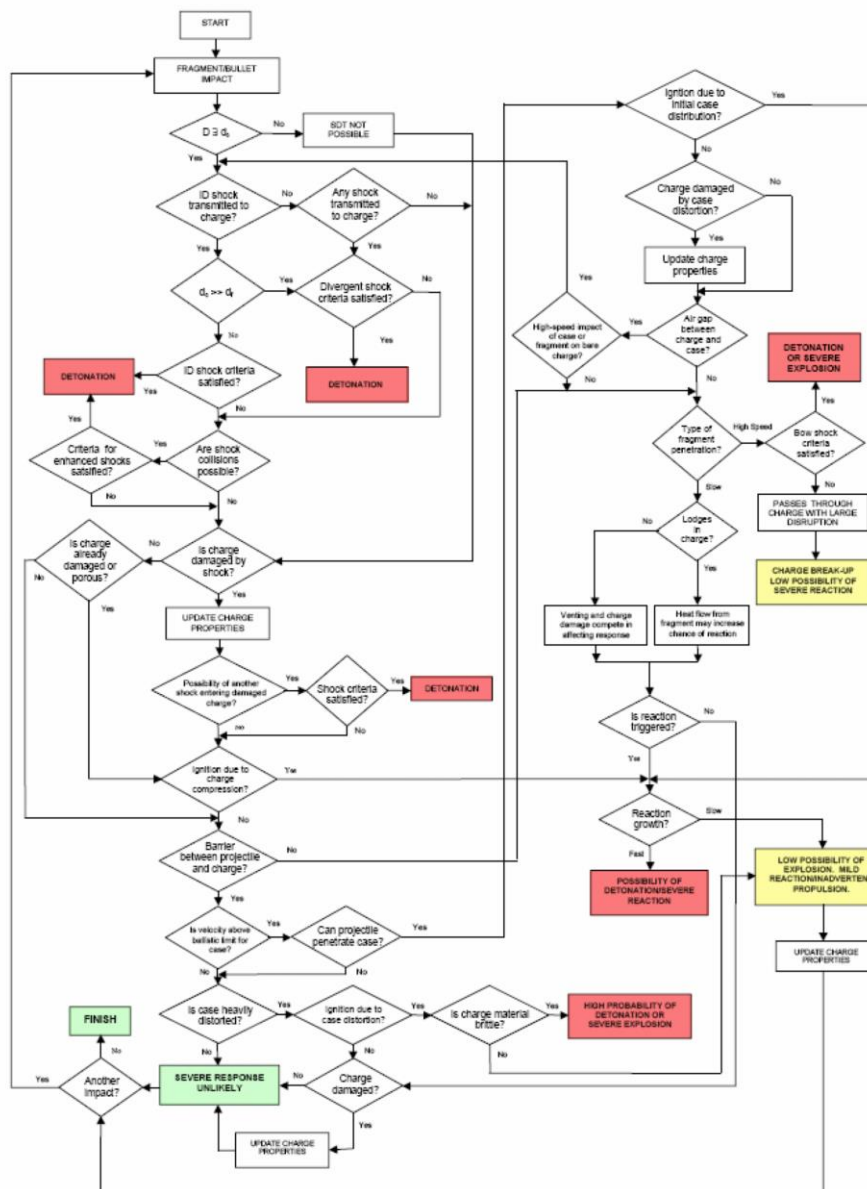 START
FRAGMENT/BULLET
IMPACT
No
SDT NOT
POSSIBLE
Yes
ID shock
transmitted to
charge?
No
Any shock
transmitted
to charge?
No
Yes
Yes
Yes
Divergent shock
criteria satisfied?
No
No
Yes
DETONATION
ID shock criteria
satisfied?
Yes
DETONATION
No
Yes
Criteria for
enhanced shocks
Yes
Are shock
collisions
possible?
No
No
Is charge
already
damaged or
porous?
No
Is charge
damaged by
shock?
No
Yes
Yes
UPDATE CHARGE
PROPERTIES
Possibility of another
shock entering damaged
charge?
Yes
Shock criteria
satisfied?
Yes
DETONATION
no
No
Ignition due to
charge
compression?
Yes
No
Barrier
between projectile
and charge?
No
Yes
Is velocity above
ballistic limit for
case?
Yes
Can projectile
penetrate case?
Yes
No
No
Is case heavily
distorted?
Yes
Ignition due to
case distortion?
Yes
Is charge material
brittle?
Yes
HIGH PROBABILITY OF
DETONATION OR
SEVERE EXPLOSION
No
No
No
FINISH
No
Another
impact?
Yes
SEVERE RESPONSE
UNLIKELY
No
Charge
damaged?
Yes
UPDATE CHARGE
PROPERTIES
initial case
distribution?
Yes
No
Charge damaged
by case
distortion?
No
Yes
Update charge
properties
Air gap
between
charge and
case?
Yes
High-speed impact
of case or
fragment on bare
charge?
Yes
No
No
Type of
fragment
penetration?
High Speed
Bow shock
criteria
satisfied?
Yes
DETONATION
OR SEVERE
EXPLOSION
No
PASSES THROUGH
CHARGE WITH LARGE
DISRUPTION
CHARGE BREAK-UP
LOW POSSIBILITY OF
SEVERE REACTION
Slow
Lodges
in
charge?
No
Yes
Venting and charge
damage compete in
affecting response
Heat flow from
fragment may increase
chance of reaction
Is reaction
triggered?
No
Yes
Reaction
growth?
Slow
Fast
POSSIBILITY OF
DETONATION/SEVERE
REACTION
LOW POSSIBILITY OF
EXPLOSION. MILD
REACTION/INADVERTEN
PROPULSION.
UPDATE CHARGE
PROPERTIES